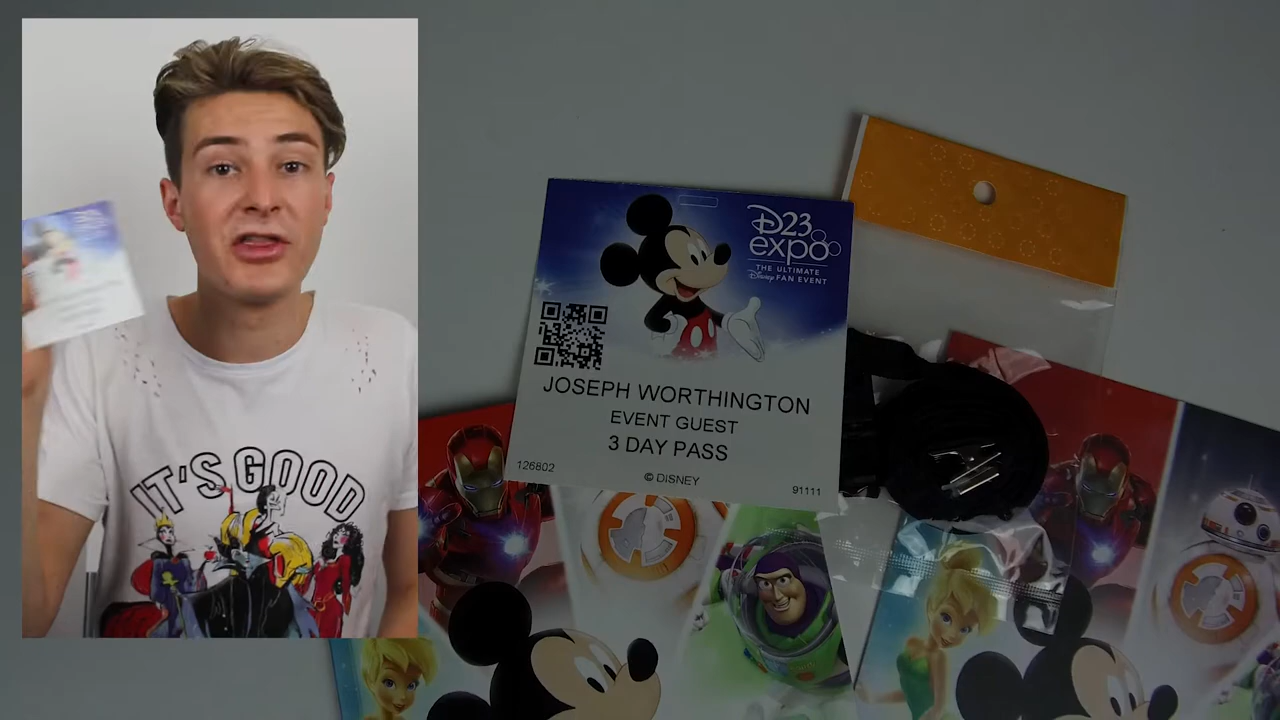 D23
expo
THE ULTIMATE
Disney FAN EVENT
JOSEPH WORTHINGTON
EVENT GUEST
3 DAY PASS
126802
© DISNEY
91111
IT'S GOOD